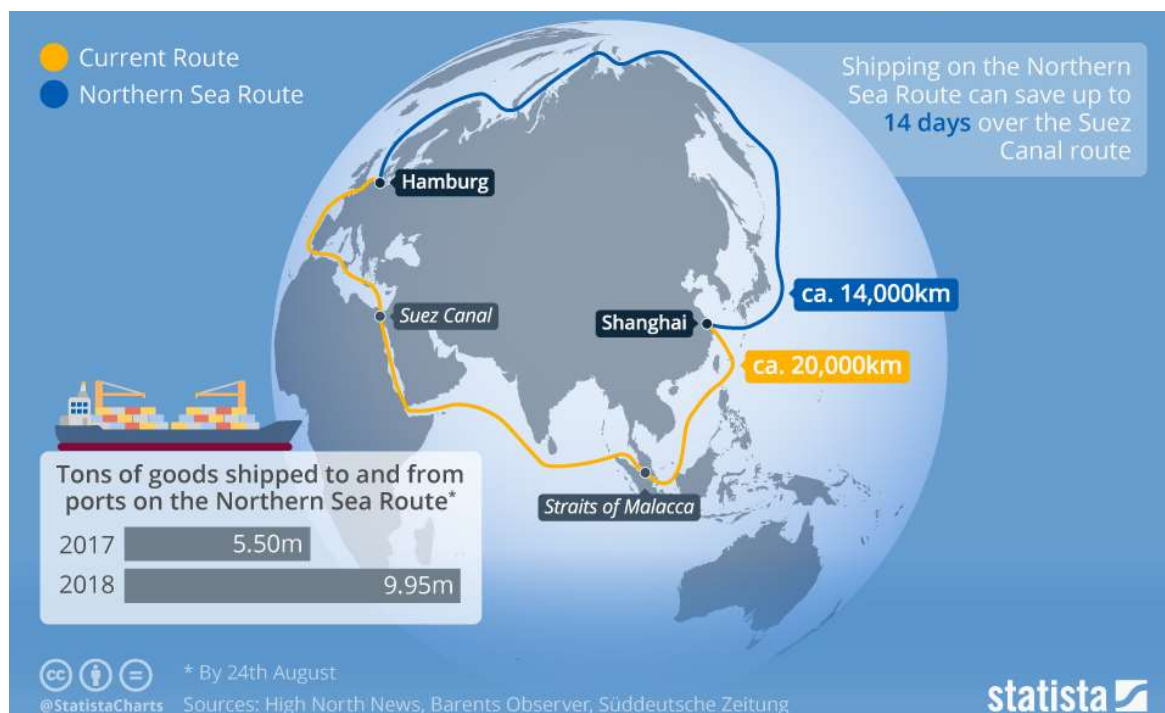 Current Route
Northern Sea Route
Shipping on the Northern
Sea Route can save up to
14 days over the Suez
Canal route
Hamburg
Suez Canal
Shanghai
ca. 14,000km
ca. 20,000km
Straits of Malacca
Tons of goods shipped to and from
ports on the Northern Sea Route*
2017 5.50m
2018 9.95m
cc
* By 24th August
@StatistaCharts Sources: High North News, Barents Observer, Süddeutsche Zeitung
statista